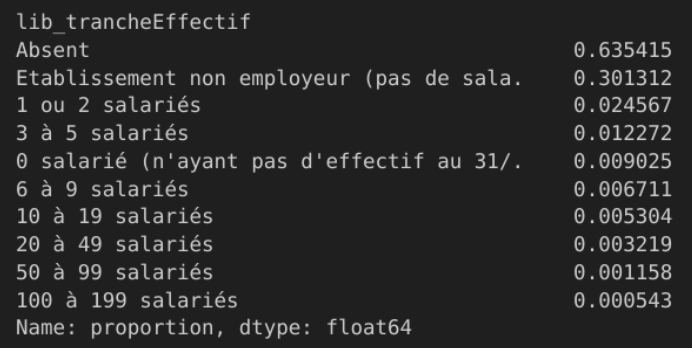 lib_trancheEffectif
Absent 0.635415
Etablissement non employeur (pas de sala. 0.301312
1 ou 2 salariés 0.024567
3 à 5 salariés 0.012272
0 salarié (n'ayant pas d'effectif au 31/. 0.009025
6 à 9 salariés 0.006711
10 à 19 salariés 0.005304
20 à 49 salariés 0.003219
50 à 99 salariés 0.001158
100 à 199 salariés 0.000543
Name: proportion, dtype: float64